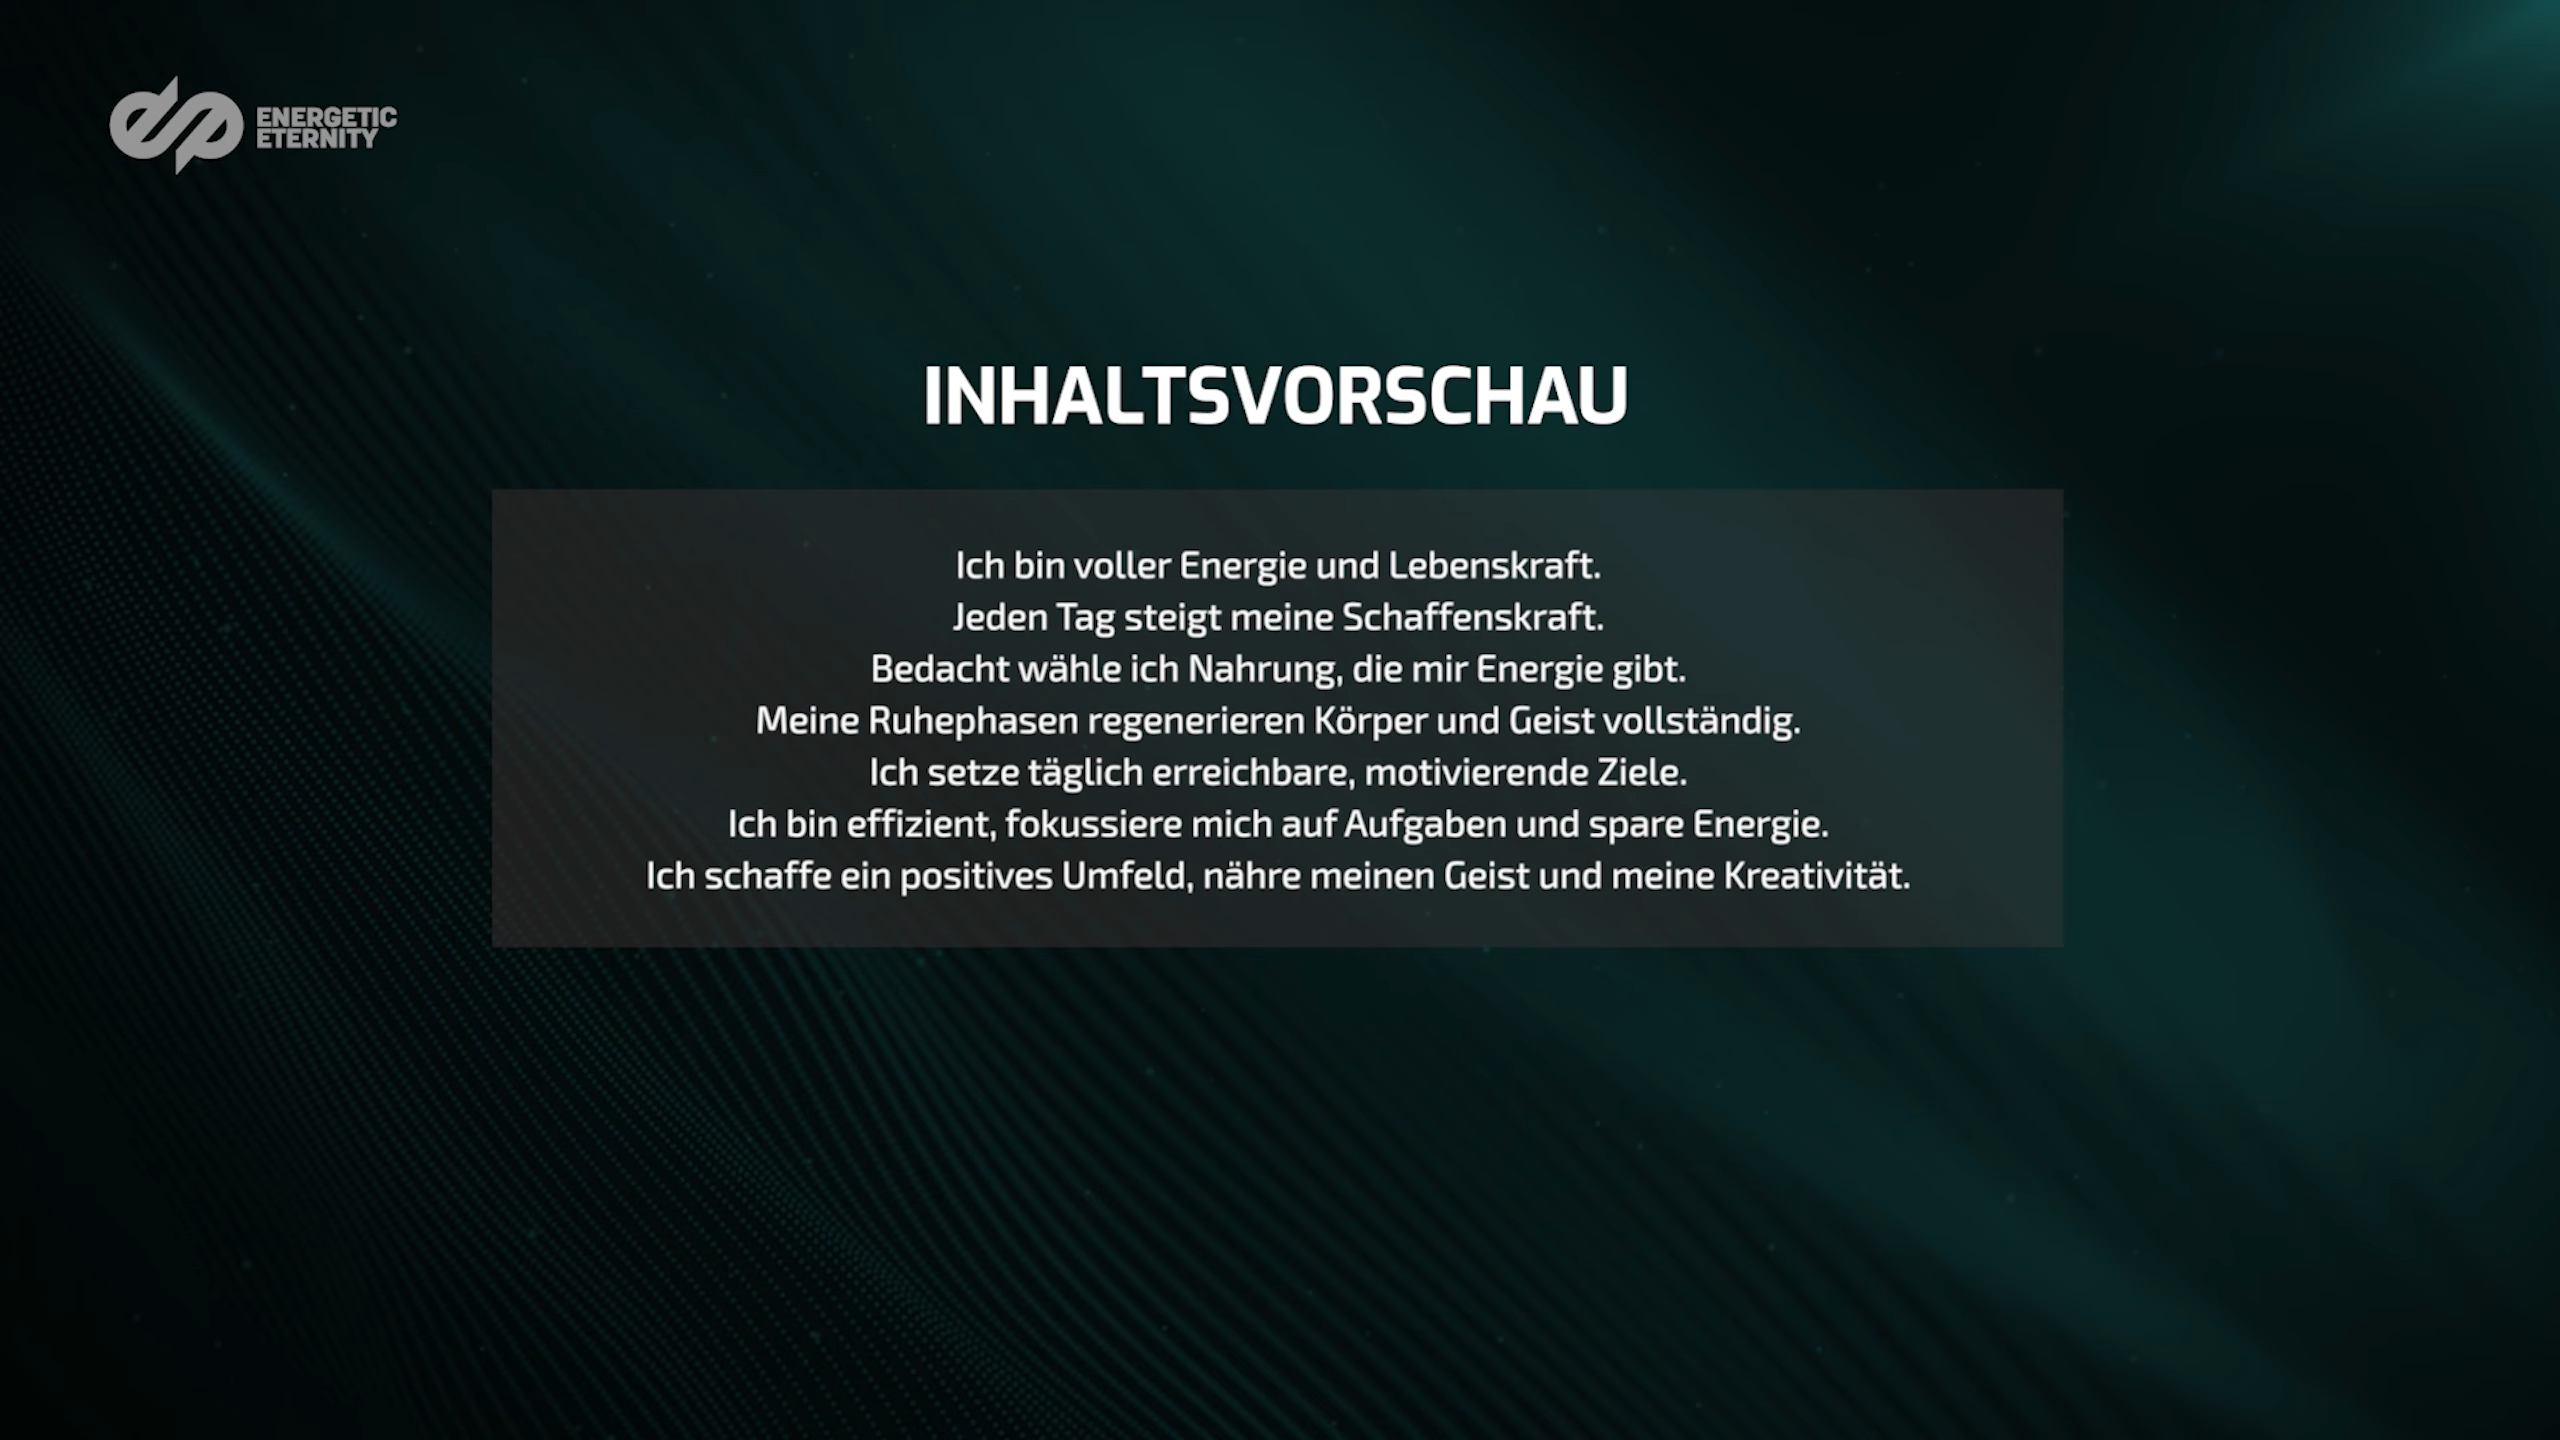 ENERGETIC
ETERNITY
INHALTSVORSCHAU
Ich bin voller Energie und Lebenskraft.
Jeden Tag steigt meine Schaffenskraft.
Bedacht wähle ich Nahrung, die mir Energie gibt.
Meine Ruhephasen regenerieren Körper und Geist vollständig.
Ich setze täglich erreichbare, motivierende Ziele.
Ich bin effizient, fokussiere mich auf Aufgaben und spare Energie.
Ich schaffe ein positives Umfeld, nähre meinen Geist und meine Kreativität.